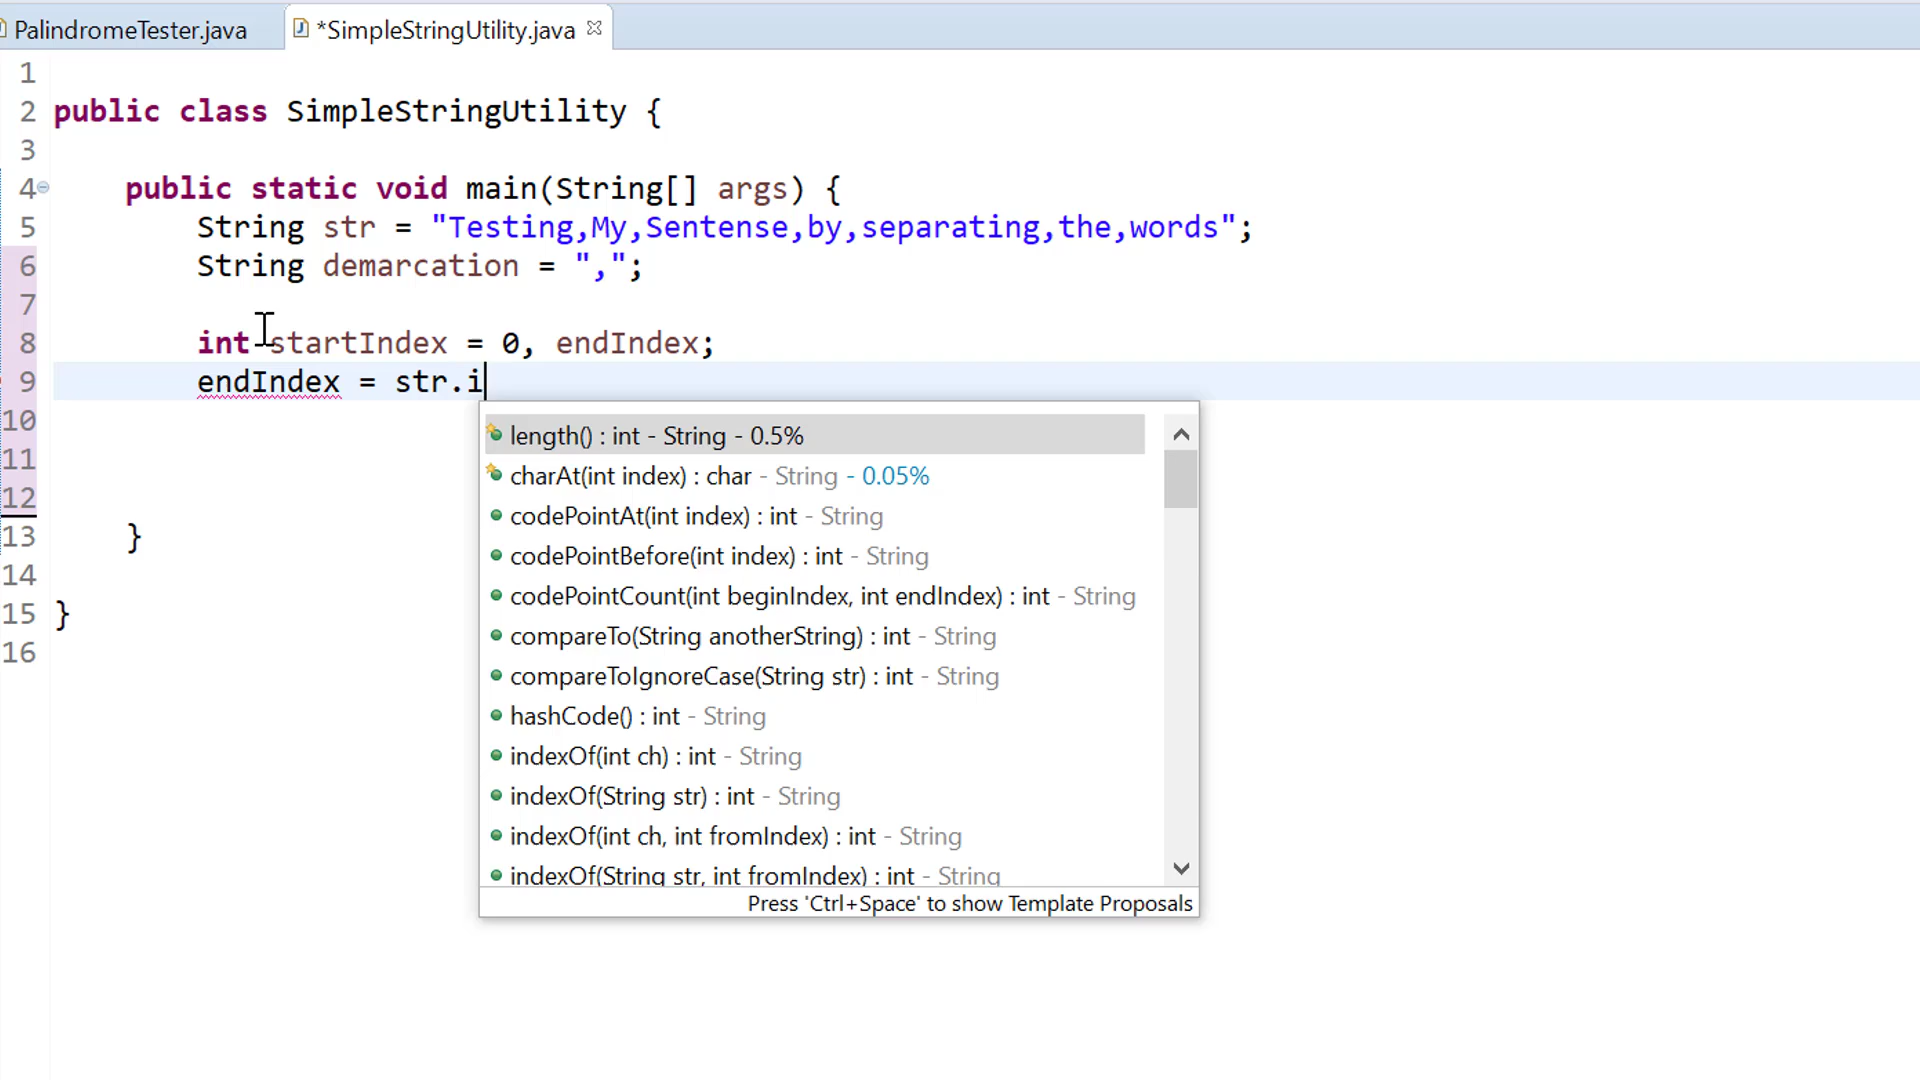 PalindromeTester.java
*SimpleStringUtility.java
1
2 public class SimpleStringUtility {
3
4 public static void main(String[] args) {
5 String str = "Testing,My,Sentense,by,separating,the,words";
6 String demarcation = ",";
7
8 int startIndex = 0, endIndex;
9 endIndex = str.i
10
11
12
13 }
14
15 }
16
length() : int - String - 0.5%
charAt(int index) : char - String - 0.05%
codePointAt(int index) : int - String
codePointBefore(int index) : int - String
codePointCount(int beginIndex, int endIndex) : int - String
compareTo(String anotherString) : int - String
compareToIgnoreCase(String str) : int - String
hashCode() : int - String
indexOf(int ch) : int - String
indexOf(String str) : int - String
indexOf(int ch, int fromIndex) : int - String
indexOf(String str, int fromIndex) : int - String
Press 'Ctrl+Space' to show Template Proposals